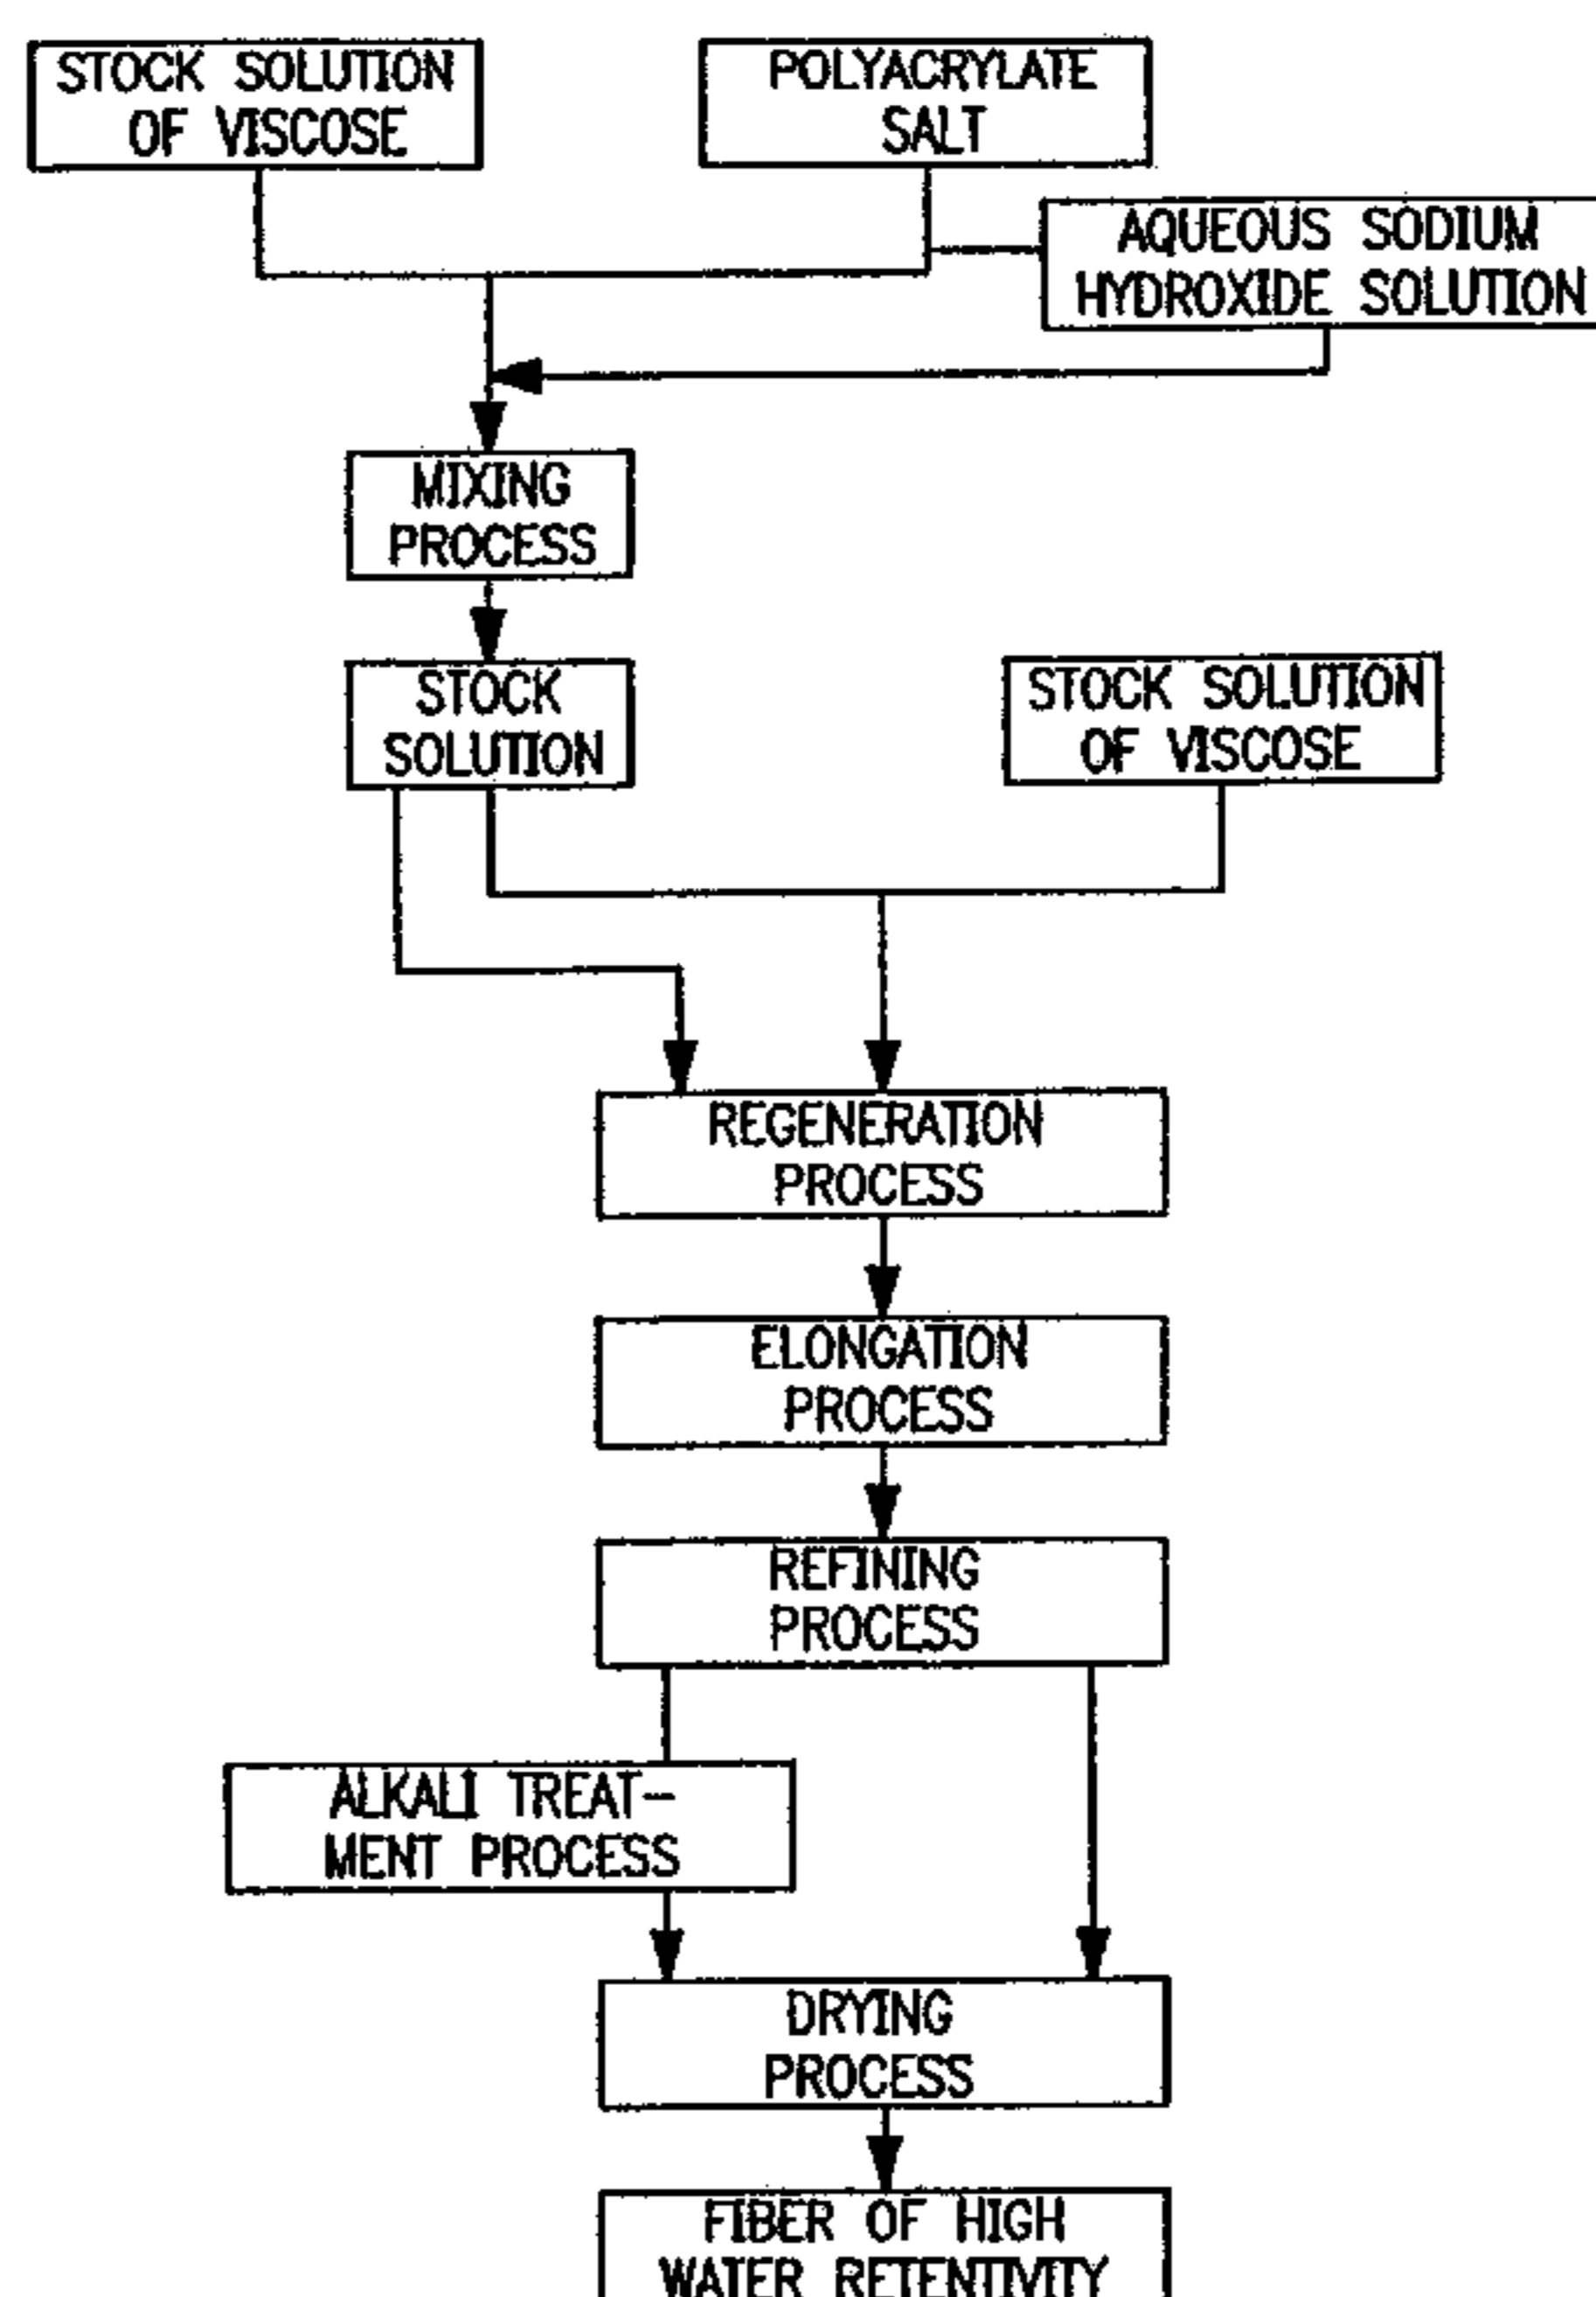 STOCK SOLUTION
OF VISCOSE
POLYACRYLATE
SALT
AQUEOUS SODIUM
HYDROXIDE SOLUTION
MIXING
PROCESS
STOCK
SOLUTION
STOCK SOLUTION
OF VISCOSE
REGENERATION
PROCESS
ELONGATION
PROCESS
REFINING
PROCESS
ALKALI TREAT-
MENT PROCESS
DRYING
PROCESS
FIBER OF HIGH
WATER RETENTIVITY